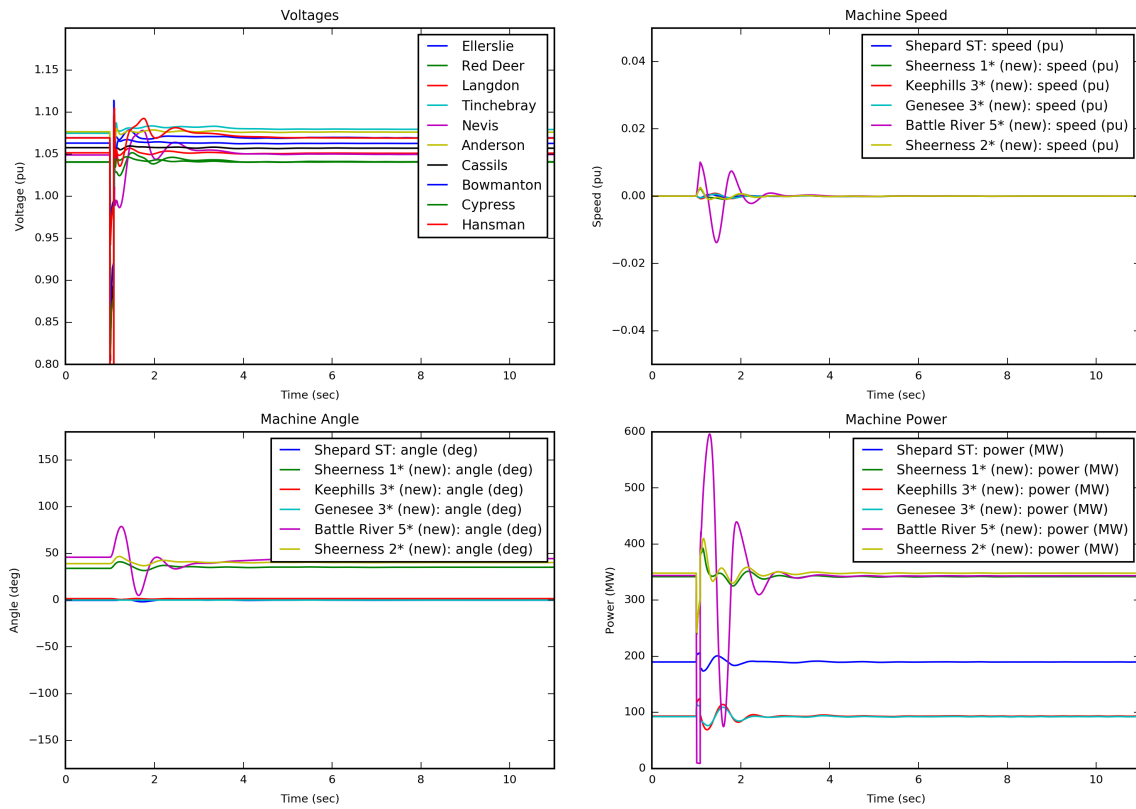 Voltages
1.15
1.10
1.05
1.00
0.95
0.90
0.85
0.80
Voltage (pu)
0
2
4
6
8
10
Time (sec)
Ellerslie
Red Deer
Langdon
Tinchebray
Nevis
Anderson
Cassils
Bowmanton
Cypress
Hansman
Machine Speed
0.04
0.02
0.00
−0.02
−0.04
Speed (pu)
0
2
4
6
8
10
Time (sec)
Shepard ST: speed (pu)
Sheerness 1* (new): speed (pu)
Keephills 3* (new): speed (pu)
Genesee 3* (new): speed (pu)
Battle River 5* (new): speed (pu)
Sheerness 2* (new): speed (pu)
Machine Angle
150
100
50
0
−50
−100
−150
Angle (deg)
0
2
4
6
8
10
Time (sec)
Shepard ST: angle (deg)
Sheerness 1* (new): angle (deg)
Keephills 3* (new): angle (deg)
Genesee 3* (new): angle (deg)
Battle River 5* (new): angle (deg)
Sheerness 2* (new): angle (deg)
Machine Power
600
500
400
300
200
100
0
Power (MW)
0
2
4
6
8
10
Time (sec)
Shepard ST: power (MW)
Sheerness 1* (new): power (MW)
Keephills 3* (new): power (MW)
Genesee 3* (new): power (MW)
Battle River 5* (new): power (MW)
Sheerness 2* (new): power (MW)